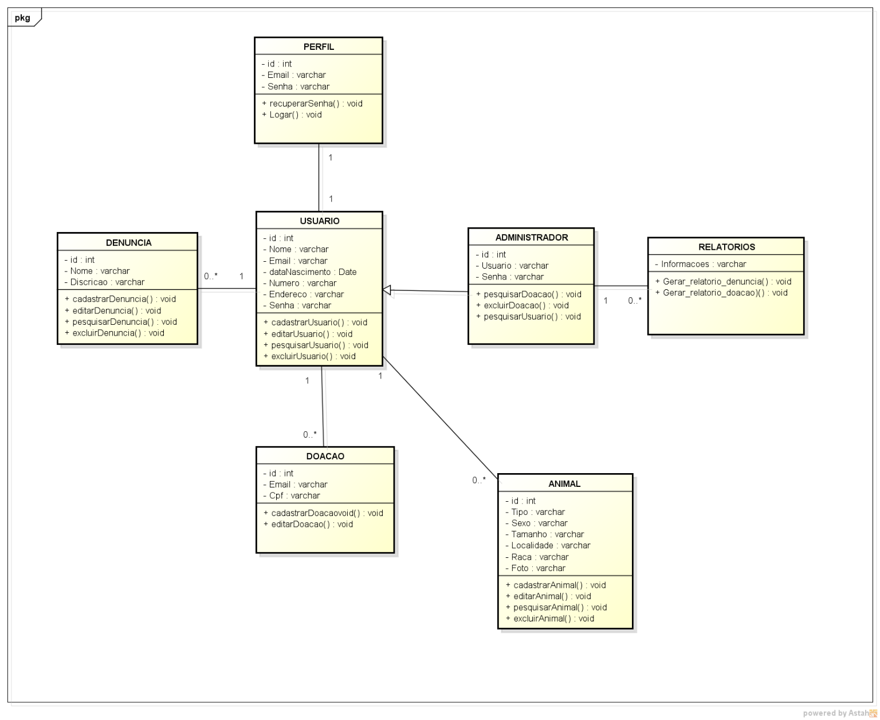 pkg
PERFIL
- id : int
- Email : varchar
- Senha : varchar
+ recuperarSenha() : void
+ Logar() : void
1
1
USUARIO
- id : int
- Nome : varchar
- Email : varchar
- dataNascimento : Date
- Numero : varchar
- Endereco : varchar
- Senha : varchar
+ cadastrarUsuario() : void
+ editarUsuario() : void
+ pesquisarUsuario() : void
+ excluirUsuario() : void
DENUNCIA
- id : int
- Nome : varchar
- Discricao : varchar
+ cadastrarDenuncia() : void
+ editarDenuncia() : void
+ pesquisarDenuncia() : void
+ excluirDenuncia() : void
0..*
1
ADMINISTRADOR
- id : int
- Usuario : varchar
- Senha : varchar
+ pesquisarDoacao() : void
+ excluirDoacao() : void
+ pesquisarUsuario() : void
1
0..*
RELATORIOS
- Informacoes : varchar
+ Gerar_relatorio_denuncia() : void
+ Gerar_relatorio_doacao)() : void
1
0..*
1
0..*
DOACAO
- id : int
- Email : varchar
- Cpf : varchar
+ cadastrarDoacaovoid() : void
+ editarDoacao() : void
ANIMAL
- id : int
- Tipo : varchar
- Sexo : varchar
- Tamanho : varchar
- Localidade : varchar
- Raca : varchar
- Foto : varchar
+ cadastrarAnimal() : void
+ editarAnimal() : void
+ pesquisarAnimal() : void
+ excluirAnimal() : void
powered by Astah